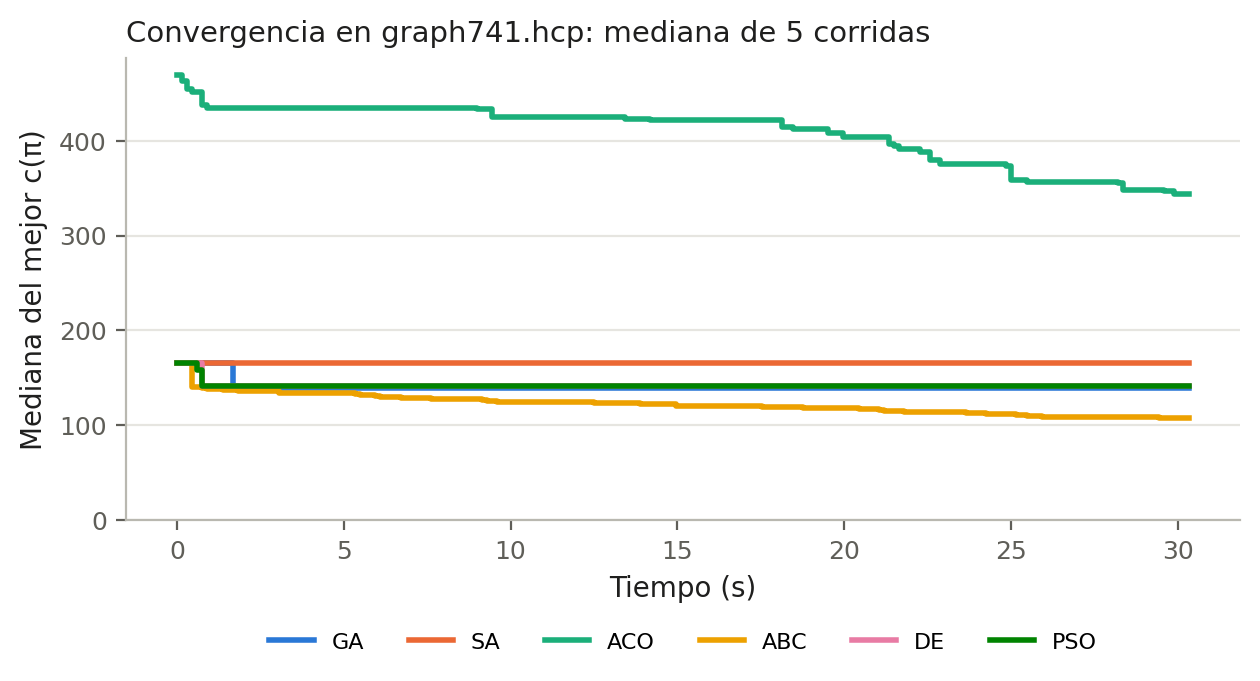 Convergencia en graph741.hcp: mediana de 5 corridas
Mediana del mejor c(π)
400
300
200
100
0
0 5 10 15 20 25 30
Tiempo (s)
GA SA ACO ABC DE PSO